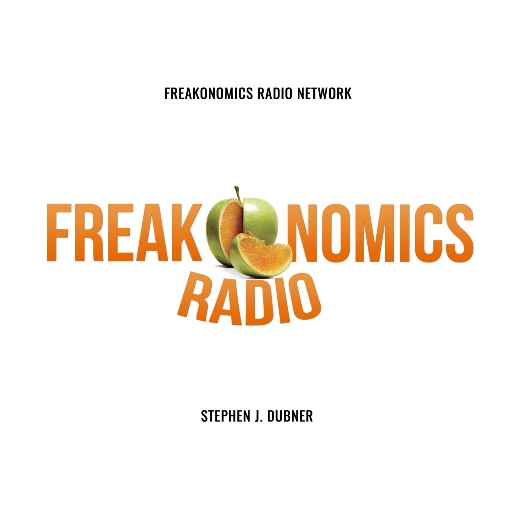 FREAKONOMICS RADIO NETWORK
FREAKONOMICS
RADIO
STEPHEN J. DUBNER